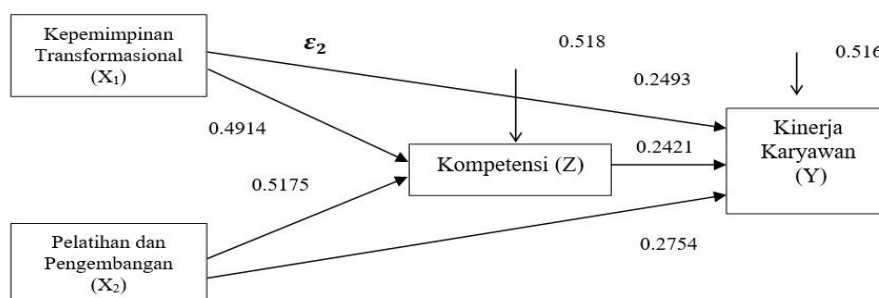 Kepemimpinan
Transformasional
(X₁)
ε₂
0.518
0.516
0.2493
0.4914
Kinerja
Karyawan
(Y)
Kompetensi (Z)
0.2421
0.5175
Pelatihan dan
Pengembangan
(X₂)
0.2754